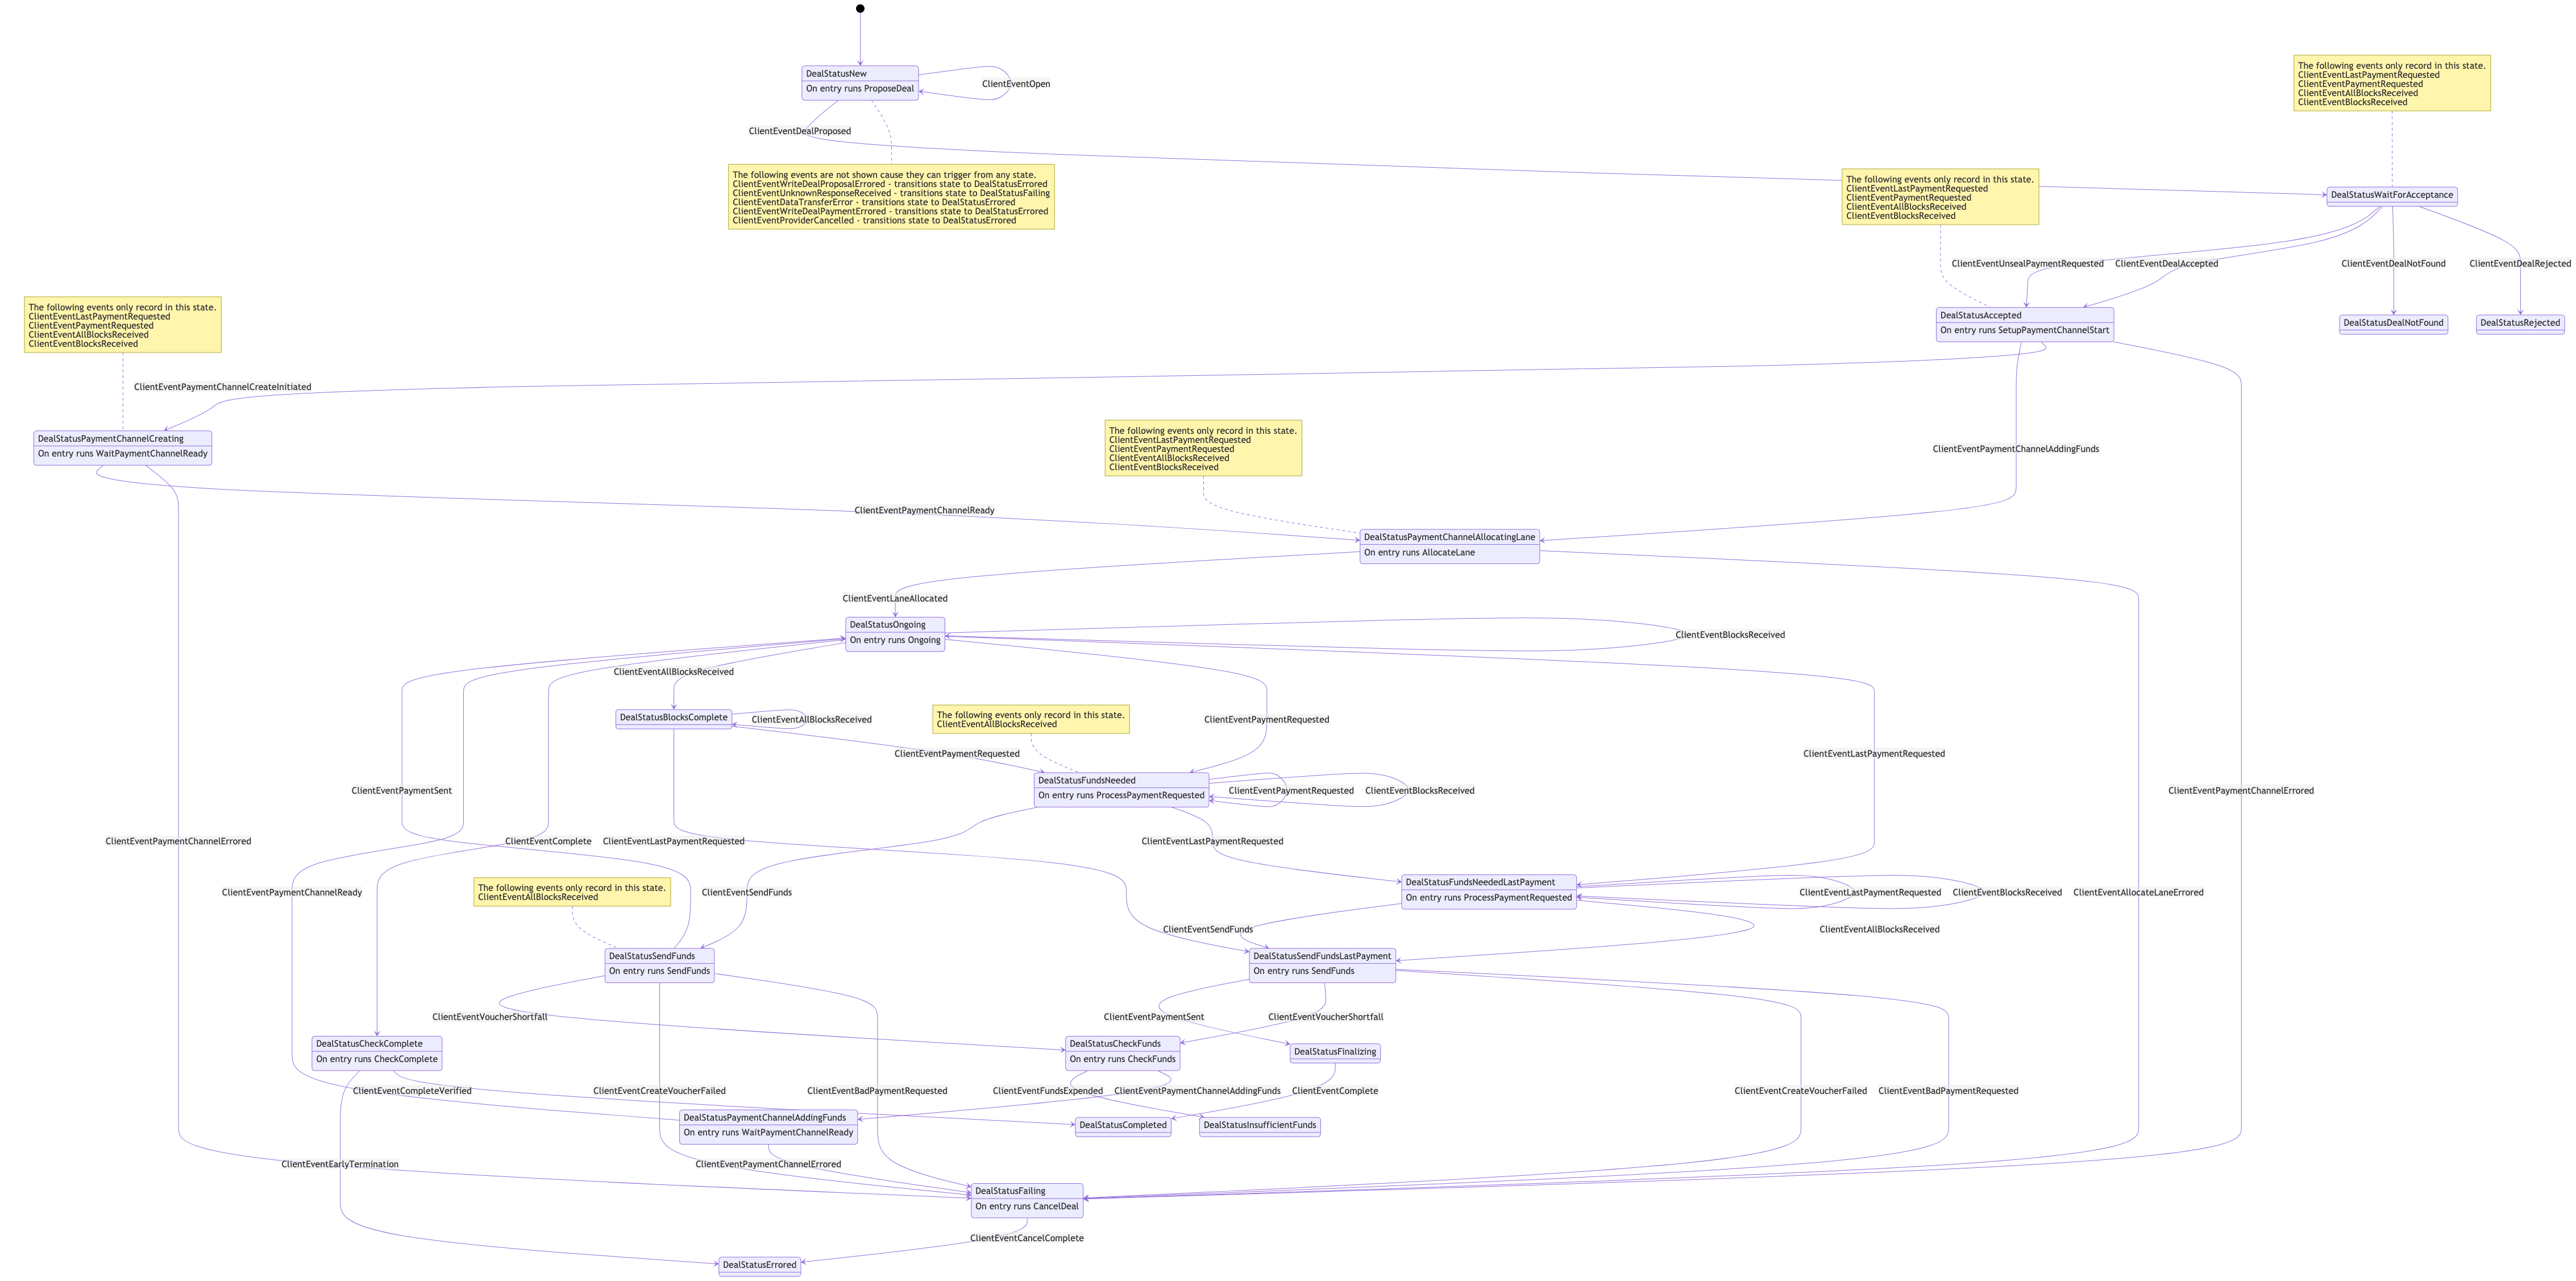 DealStatusNew
On entry runs ProposeDeal
ClientEventOpen
The following events only record in this state.
ClientEventLastPaymentRequested
ClientEventPaymentRequested
ClientEventAllBlocksReceived
ClientEventBlocksReceived
ClientEventDealProposed
The following events are not shown cause they can trigger from any state.
ClientEventWriteDealProposalErrored - transitions state to DealStatusErrored
ClientEventUnknownResponseReceived - transitions state to DealStatusFailing
ClientEventDataTransferError - transitions state to DealStatusErrored
ClientEventWriteDealPaymentErrored - transitions state to DealStatusErrored
ClientEventProviderCancelled - transitions state to DealStatusErrored
The following events only record in this state.
ClientEventLastPaymentRequested
ClientEventPaymentRequested
ClientEventAllBlocksReceived
ClientEventBlocksReceived
DealStatusWaitForAcceptance
ClientEventUnsealPaymentRequested
ClientEventDealAccepted
ClientEventDealNotFound
ClientEventDealRejected
The following events only record in this state.
ClientEventLastPaymentRequested
ClientEventPaymentRequested
ClientEventAllBlocksReceived
ClientEventBlocksReceived
DealStatusAccepted
On entry runs SetupPaymentChannelStart
DealStatusDealNotFound
DealStatusRejected
ClientEventPaymentChannelCreateInitiated
DealStatusPaymentChannelCreating
On entry runs WaitPaymentChannelReady
The following events only record in this state.
ClientEventLastPaymentRequested
ClientEventPaymentRequested
ClientEventAllBlocksReceived
ClientEventBlocksReceived
ClientEventPaymentChannelAddingFunds
ClientEventPaymentChannelReady
DealStatusPaymentChannelAllocatingLane
On entry runs AllocateLane
ClientEventLaneAllocated
DealStatusOngoing
On entry runs Ongoing
ClientEventBlocksReceived
ClientEventAllBlocksReceived
DealStatusBlocksComplete
ClientEventAllBlocksReceived
The following events only record in this state.
ClientEventAllBlocksReceived
ClientEventPaymentRequested
ClientEventPaymentRequested
ClientEventLastPaymentRequested
DealStatusFundsNeeded
On entry runs ProcessPaymentRequested
ClientEventPaymentRequested
ClientEventBlocksReceived
ClientEventPaymentSent
ClientEventPaymentChannelErrored
ClientEventPaymentChannelErrored
ClientEventComplete
ClientEventLastPaymentRequested
ClientEventLastPaymentRequested
ClientEventPaymentChannelReady
The following events only record in this state.
ClientEventAllBlocksReceived
ClientEventSendFunds
DealStatusFundsNeededLastPayment
On entry runs ProcessPaymentRequested
ClientEventLastPaymentRequested
ClientEventBlocksReceived
ClientEventAllocateLaneErrored
ClientEventSendFunds
ClientEventAllBlocksReceived
DealStatusSendFunds
On entry runs SendFunds
DealStatusSendFundsLastPayment
On entry runs SendFunds
ClientEventVoucherShortfall
ClientEventPaymentSent
ClientEventVoucherShortfall
DealStatusCheckComplete
On entry runs CheckComplete
DealStatusCheckFunds
On entry runs CheckFunds
DealStatusFinalizing
ClientEventCompleteVerified
ClientEventCreateVoucherFailed
ClientEventBadPaymentRequested
ClientEventFundsExpended
ClientEventPaymentChannelAddingFunds
ClientEventComplete
ClientEventCreateVoucherFailed
ClientEventBadPaymentRequested
DealStatusPaymentChannelAddingFunds
On entry runs WaitPaymentChannelReady
DealStatusCompleted
DealStatusInsufficientFunds
ClientEventEarlyTermination
ClientEventPaymentChannelErrored
DealStatusFailing
On entry runs CancelDeal
ClientEventCancelComplete
DealStatusErrored